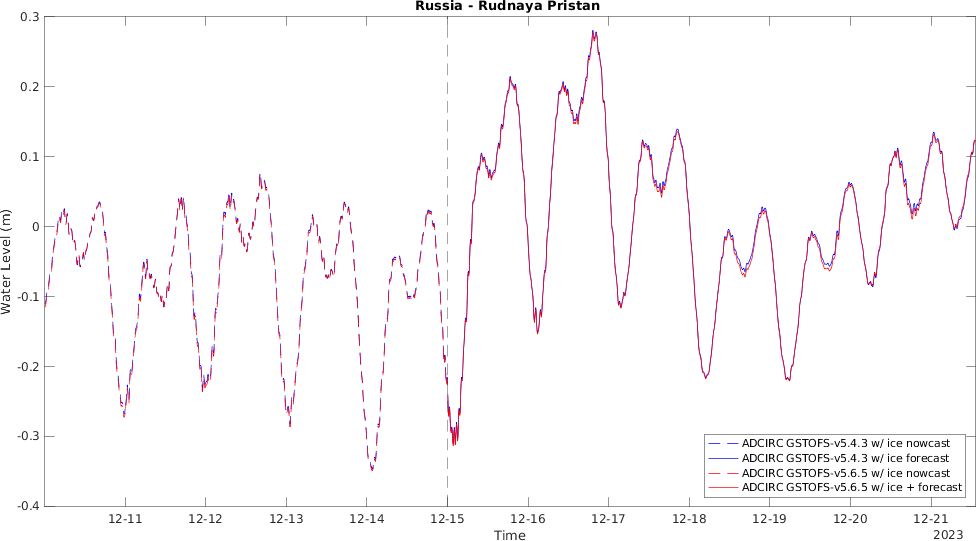 Russia - Rudnaya Pristan
0.3
0.2
0.1
0
-0.1
-0.2
-0.3
-0.4
Water Level (m)
ADCIRC GSTOFS-v5.4.3 w/ ice nowcast
ADCIRC GSTOFS-v5.4.3 w/ ice forecast
ADCIRC GSTOFS-v5.6.5 w/ ice nowcast
ADCIRC GSTOFS-v5.6.5 w/ ice + forecast
12-11 12-12 12-13 12-14 12-15 12-16 12-17 12-18 12-19 12-20 12-21
Time
2023